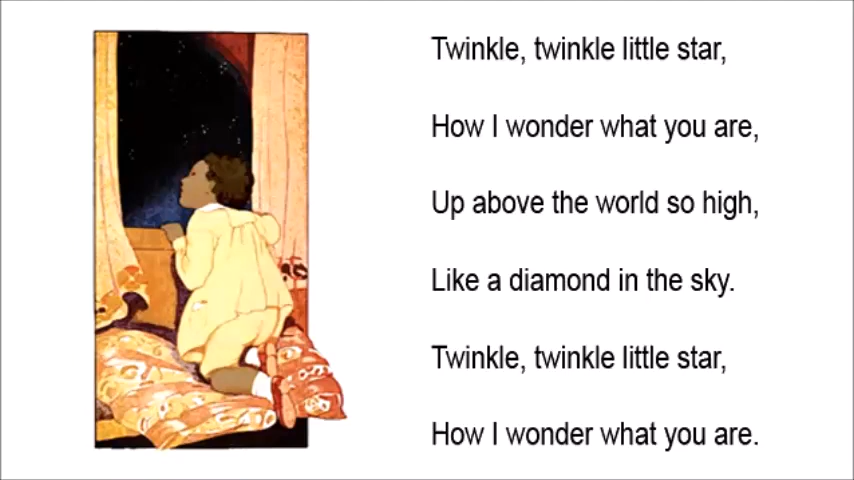 Twinkle, twinkle little star,
How I wonder what you are,
Up above the world so high,
Like a diamond in the sky.
Twinkle, twinkle little star,
How I wonder what you are.